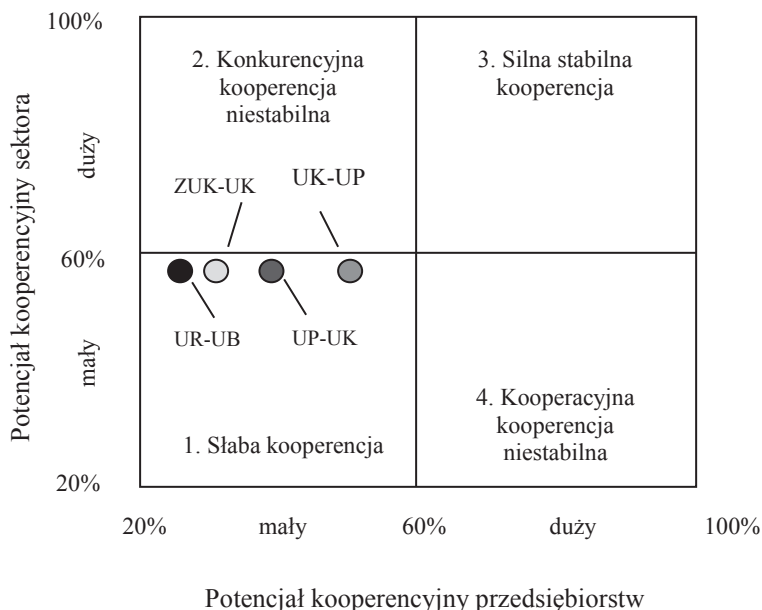 100%
2. Konkurencyjna
kooperencja
niestabilna
3. Silna stabilna
kooperencja
Potencjał kooperencyjny sektora
duży
mały
ZUK-UK
UK-UP
60%
UR-UB
UP-UK
1. Słaba kooperencja
4. Kooperacyjna
kooperencja
niestabilna
20%
20%
mały
60%
duży
100%
Potencjał kooperencyjny przedsiębiorstw